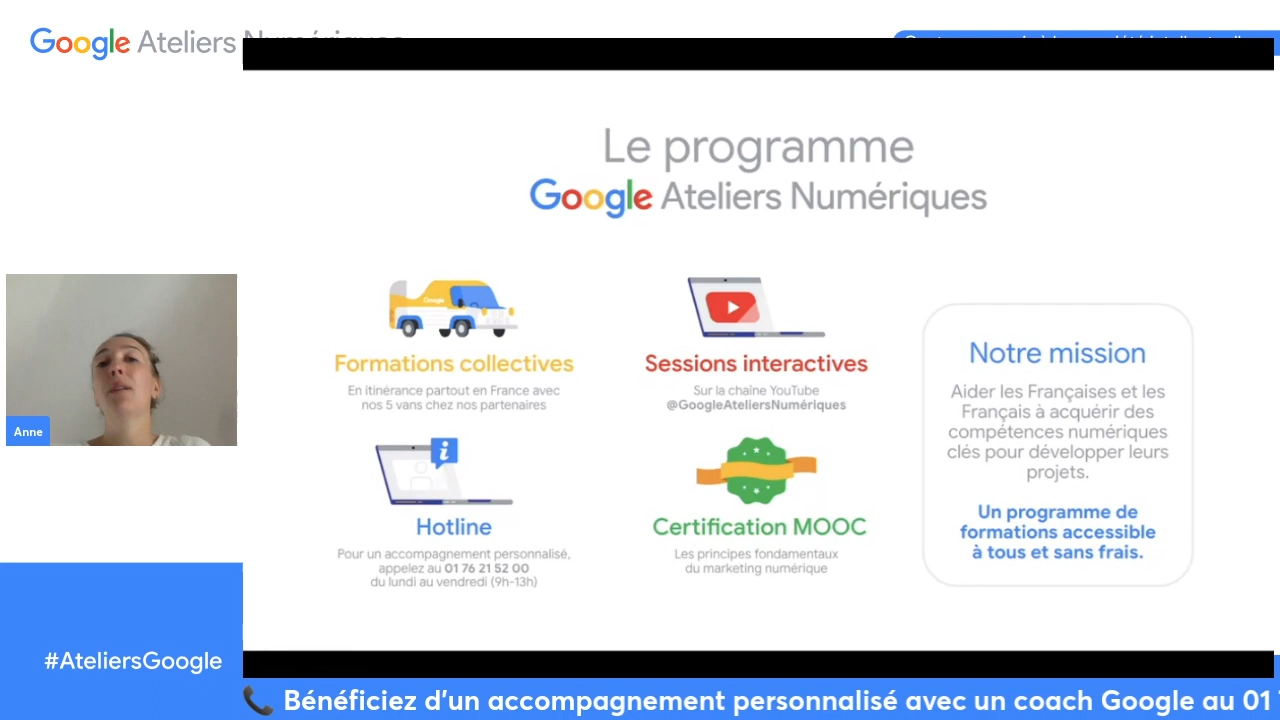 Google Ateliers
Le programme
Google Ateliers Numériques
Google
Formations collectives
En itinérance partout en France avec
nos 5 vans chez nos partenaires
Sessions interactives
Sur la chaîne YouTube
@GoogleAteliersNumériques
Hotline
Pour un accompagnement personnalisé,
appelez au 01 76 21 52 00
du lundi au vendredi (9h-13h)
Certification MOOC
Les principes fondamentaux
du marketing numérique
Notre mission
Aider les Françaises et les
Français à acquérir des
compétences numériques
clés pour développer leurs
projets.
Un programme de
formations accessible
à tous et sans frais.
Anne
#AteliersGoogle
Bénéficiez d'un accompagnement personnalisé avec un coach Google au 01